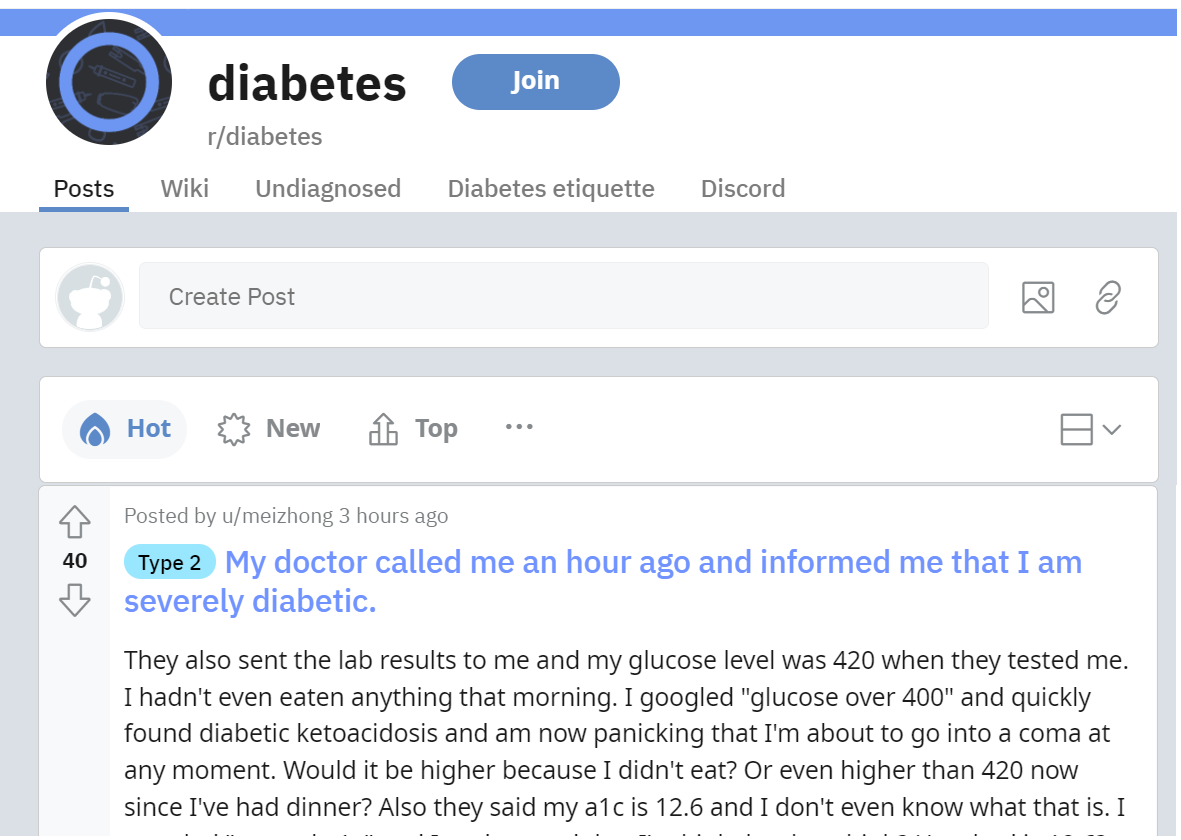 diabetes
Join
r/diabetes
Posts Wiki Undiagnosed Diabetes etiquette Discord
Create Post
Hot New Top ...
Posted by u/meizhong 3 hours ago
40
Type 2 My doctor called me an hour ago and informed me that I am
severely diabetic.
They also sent the lab results to me and my glucose level was 420 when they tested me.
I hadn't even eaten anything that morning. I googled "glucose over 400" and quickly
found diabetic ketoacidosis and am now panicking that I'm about to go into a coma at
any moment. Would it be higher because I didn't eat? Or even higher than 420 now
since I've had dinner? Also they said my a1c is 12.6 and I don't even know what that is. I